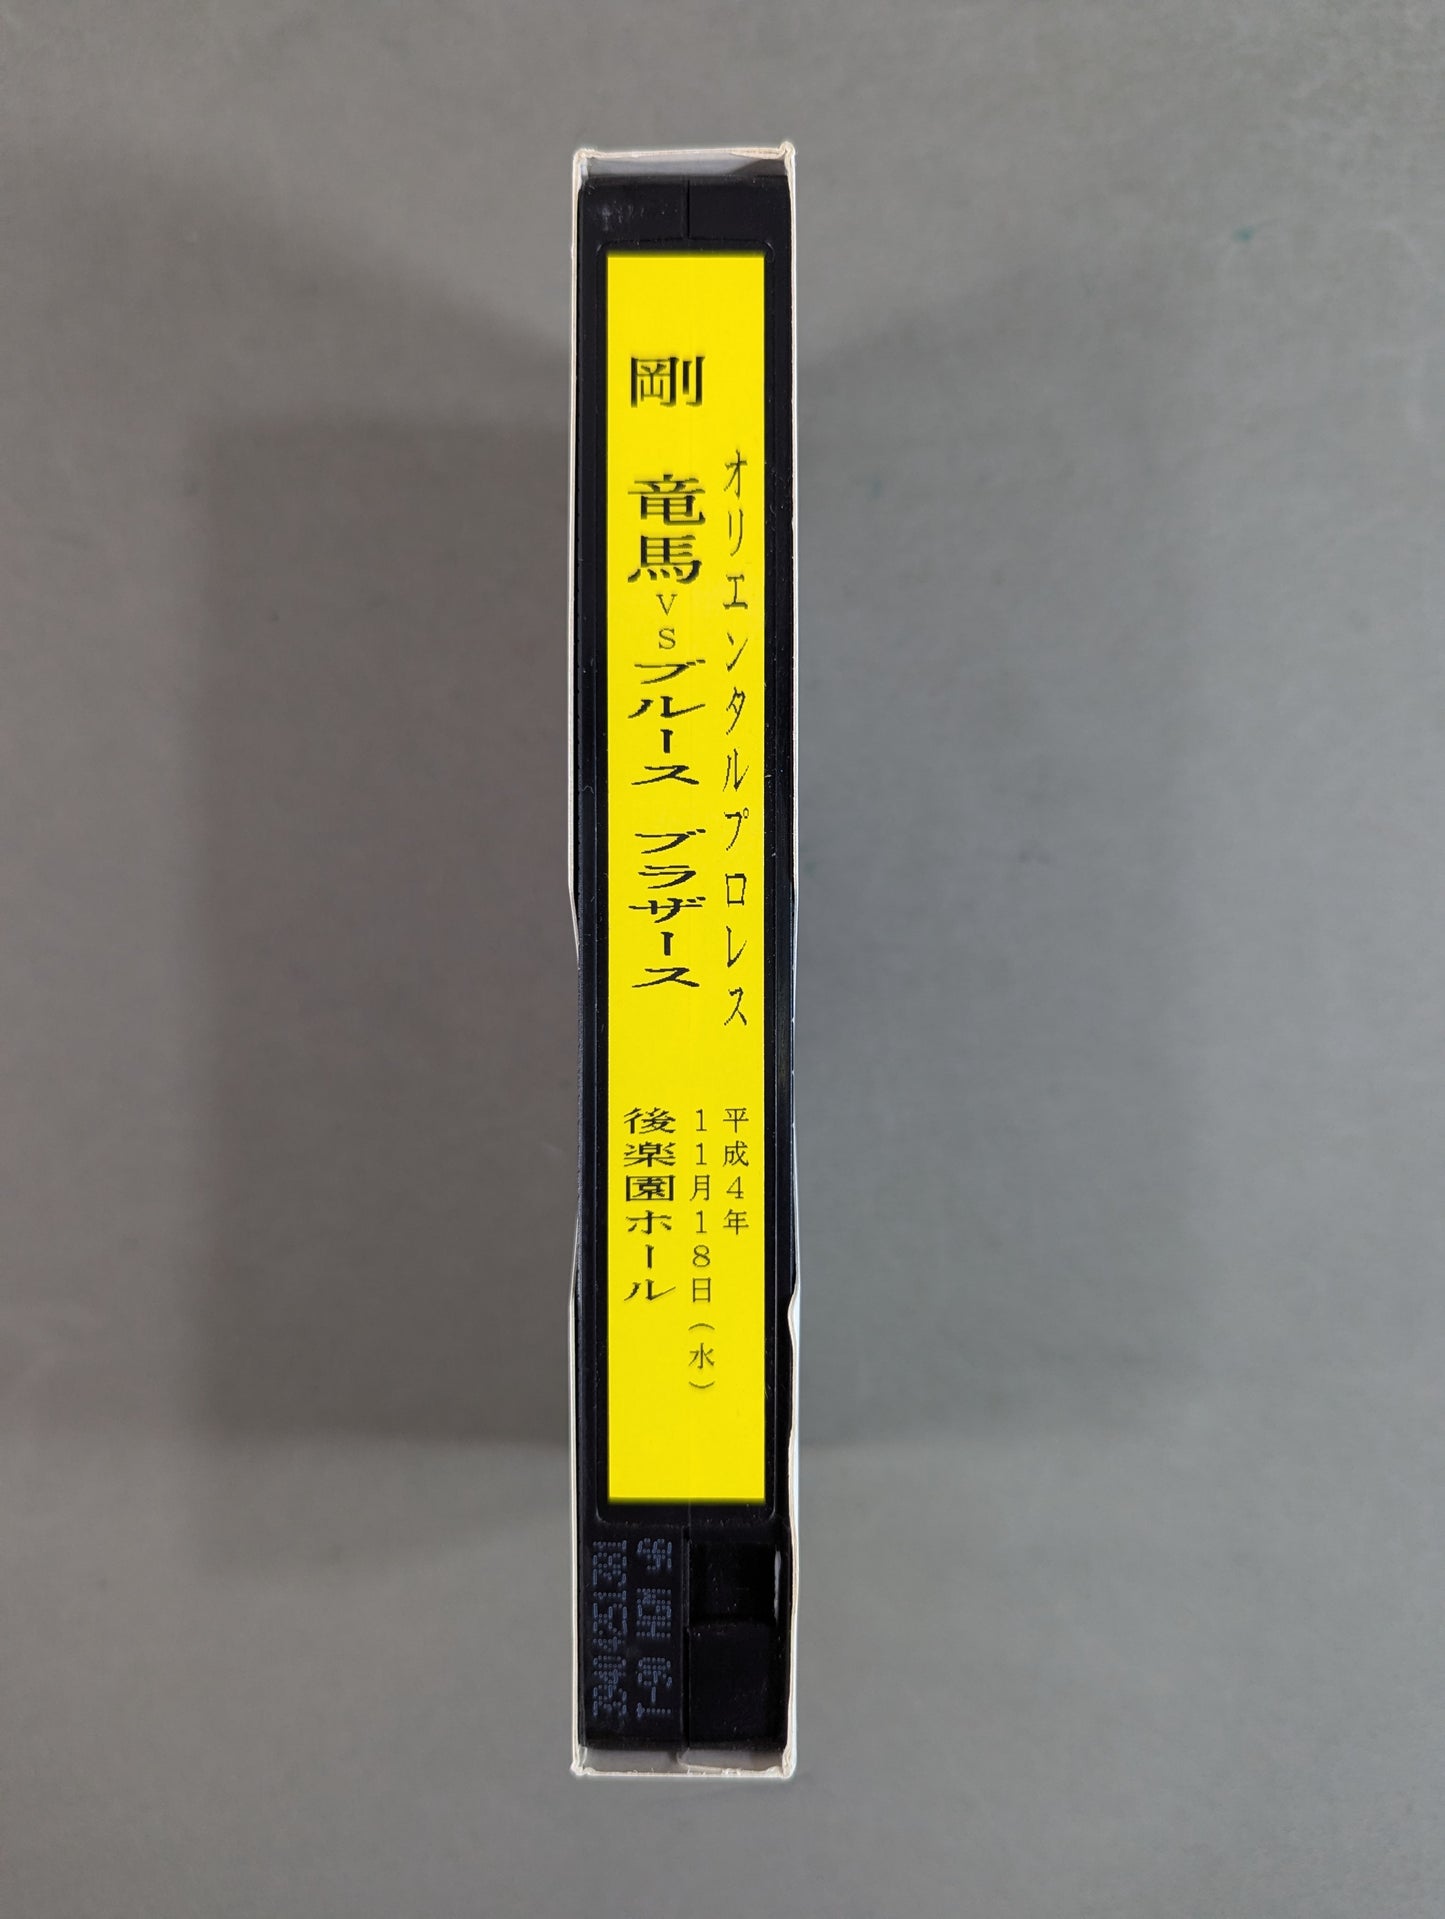 オリエンタルプロレス
剛 竜馬VSブルース ブラザース
平成4年
11月18日(水)
後楽園ホール